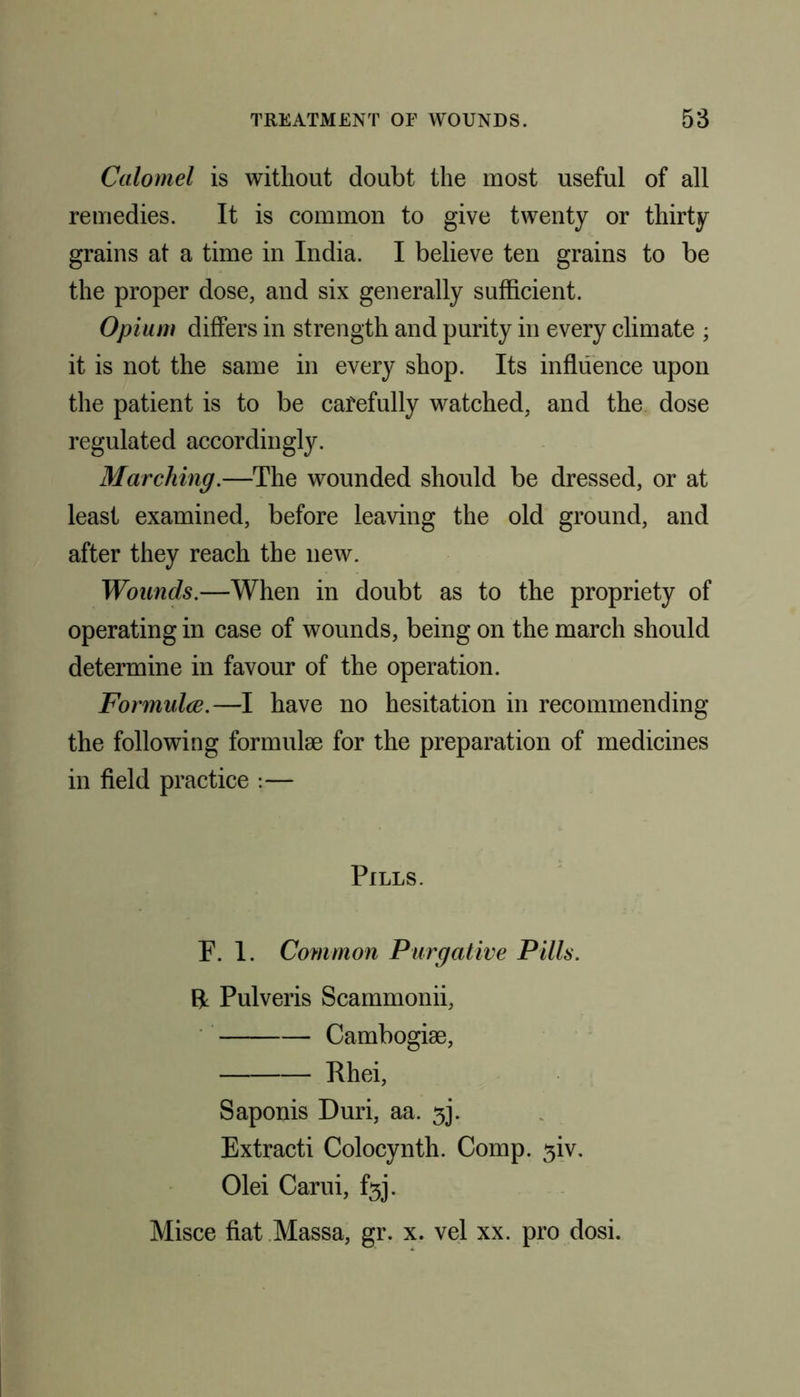 TREATMENT OF WOUNDS. 53
Calomel is without doubt the most useful of all
remedies. It is common to give twenty or thirty
grains at a time in India. I believe ten grains to be
the proper dose, and six generally sufficient.
Opium differs in strength and purity in every climate ;
it is not the same in every shop. Its influence upon
the patient is to be carefully watched, and the dose
regulated accordingly.
Marching.—The wounded should be dressed, or at
least examined, before leaving the old ground, and
after they reach the new.
Wounds.—When in doubt as to the propriety of
operating in case of wounds, being on the march should
determine in favour of the operation.
Formulæ.—I have no hesitation in recommending
the following formulæ for the preparation of medicines
in field practice :—
PILLS.
F. 1. Common Purgative Pills.
℞ Pulveris Scammonii,
——— Cambogiæ,
——— Rhei,
Saponis Duri, aa. ʒj.
Extracti Colocynth. Comp. ʒiv.
Olei Carui, fʒj.
Misce fiat Massa, gr. x. vel xx. pro dosi.